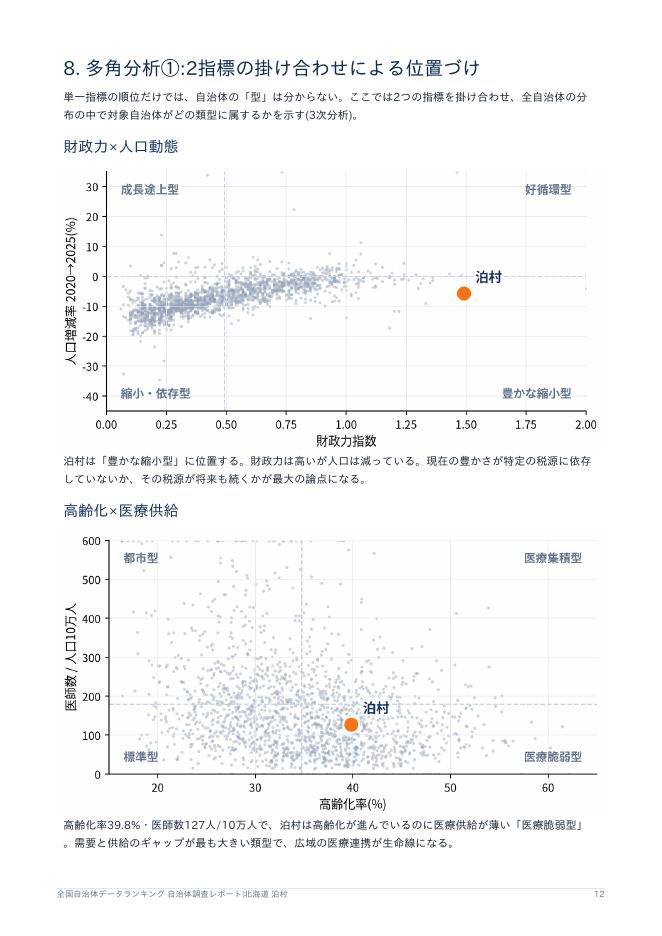 8. 多角分析①:2指標の掛け合わせによる位置づけ
単一指標の順位だけでは、自治体の「型」は分からない。ここでは2つの指標を掛け合わせ、全自治体の分
布の中で対象自治体がどの類型に属するかを示す(3次分析)。
財政力×人口動態
成長途上型
好循環型
泊村
縮小・依存型
豊かな縮小型
人口増減率 2020→2025(%)
30
20
10
0
-10
-20
-30
-40
0.00 0.25 0.50 0.75 1.00 1.25 1.50 1.75 2.00
財政力指数
泊村は「豊かな縮小型」に位置する。財政力は高いが人口は減っている。現在の豊かさが特定の税源に依存
していないか、その税源が将来も続くかが最大の論点になる。
高齢化×医療供給
都市型
医療集積型
泊村
標準型
医療脆弱型
医師数 / 人口10万人
600
500
400
300
200
100
0
20 30 40 50 60
高齢化率(%)
高齢化率39.8%・医師数127人/10万人で、泊村は高齢化が進んでいるのに医療供給が薄い「医療脆弱型」
。需要と供給のギャップが最も大きい類型で、広域の医療連携が生命線になる。
全国自治体データランキング 自治体調査レポート|北海道 泊村
12